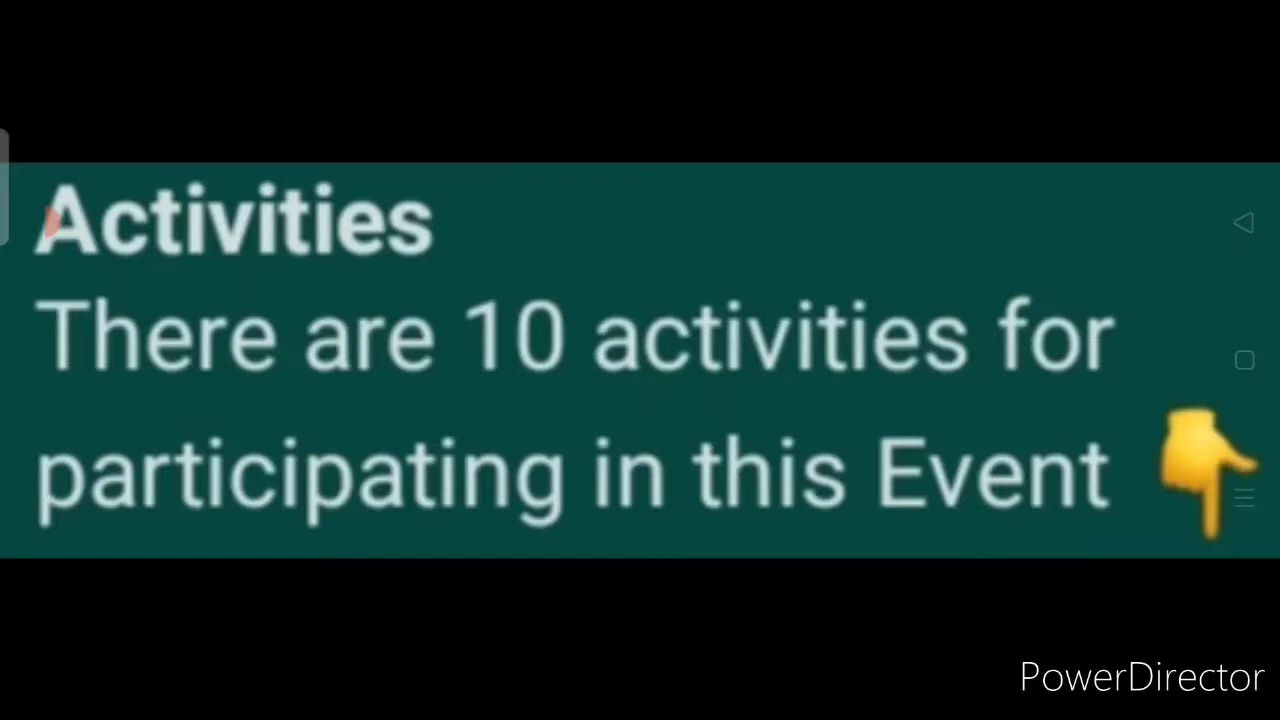 Activities
There are 10 activities for
participating in this Event 👇
PowerDirector